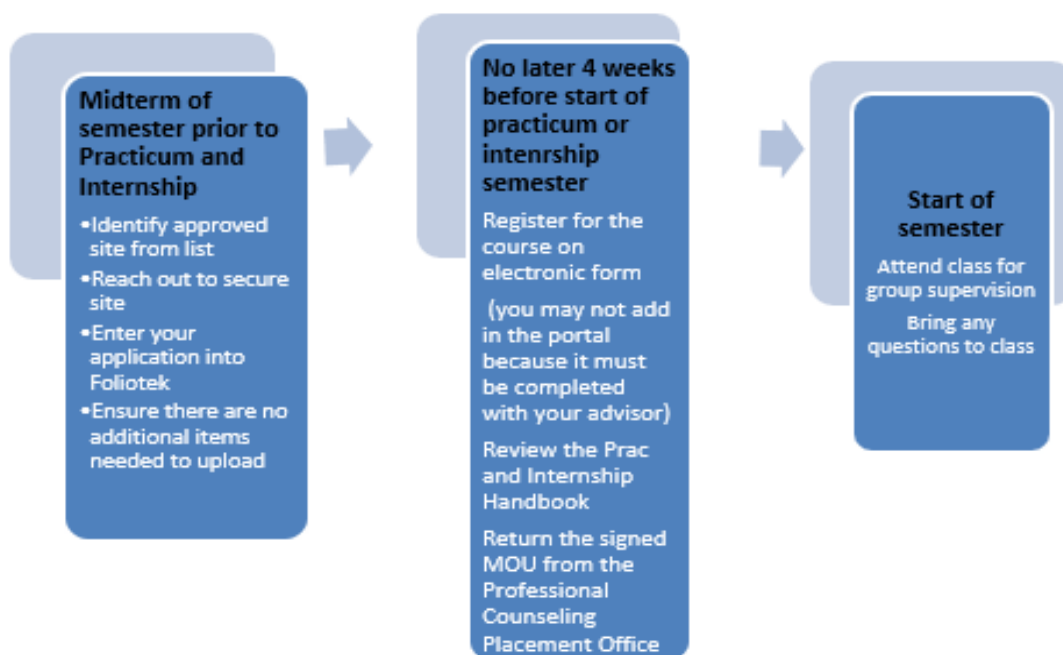 Midterm of
semester prior to
Practicum and
Internship
•Identify approved
site from list
•Reach out to secure
site
•Enter your
application into
Foliotek
•Ensure there are no
additional items
needed to upload
No later 4 weeks
before start of
practicum or
intenrship
semester
Register for the
course on
electronic form
(you may not add
in the portal
because it must
be completed
with your advisor)
Review the Prac
and Internship
Handbook
Return the signed
MOU from the
Professional
Counseling
Placement Office
Start of
semester
Attend class for
group supervision
Bring any
questions to class